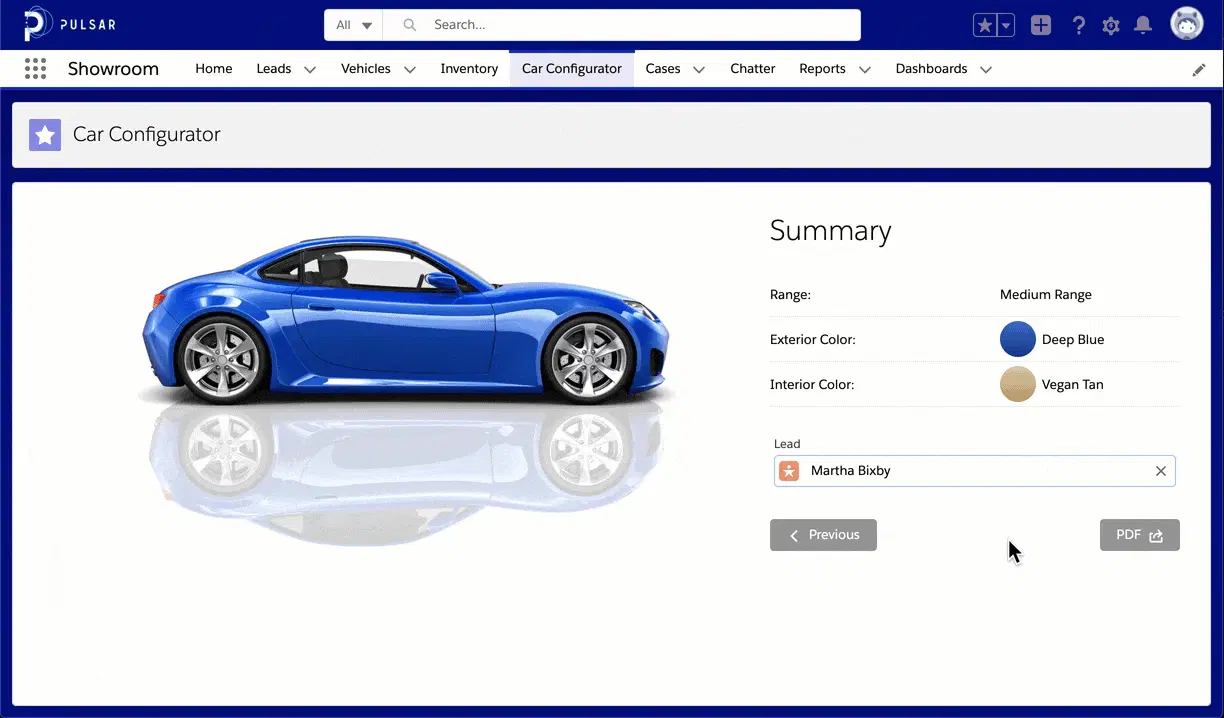 PULSAR
All
Search...
Showroom
Home
Leads
Vehicles
Inventory
Car Configurator
Cases
Chatter
Reports
Dashboards
Car Configurator
Summary
Range: Medium Range
Exterior Color: Deep Blue
Interior Color: Vegan Tan
Lead
Martha Bixby
Previous
PDF